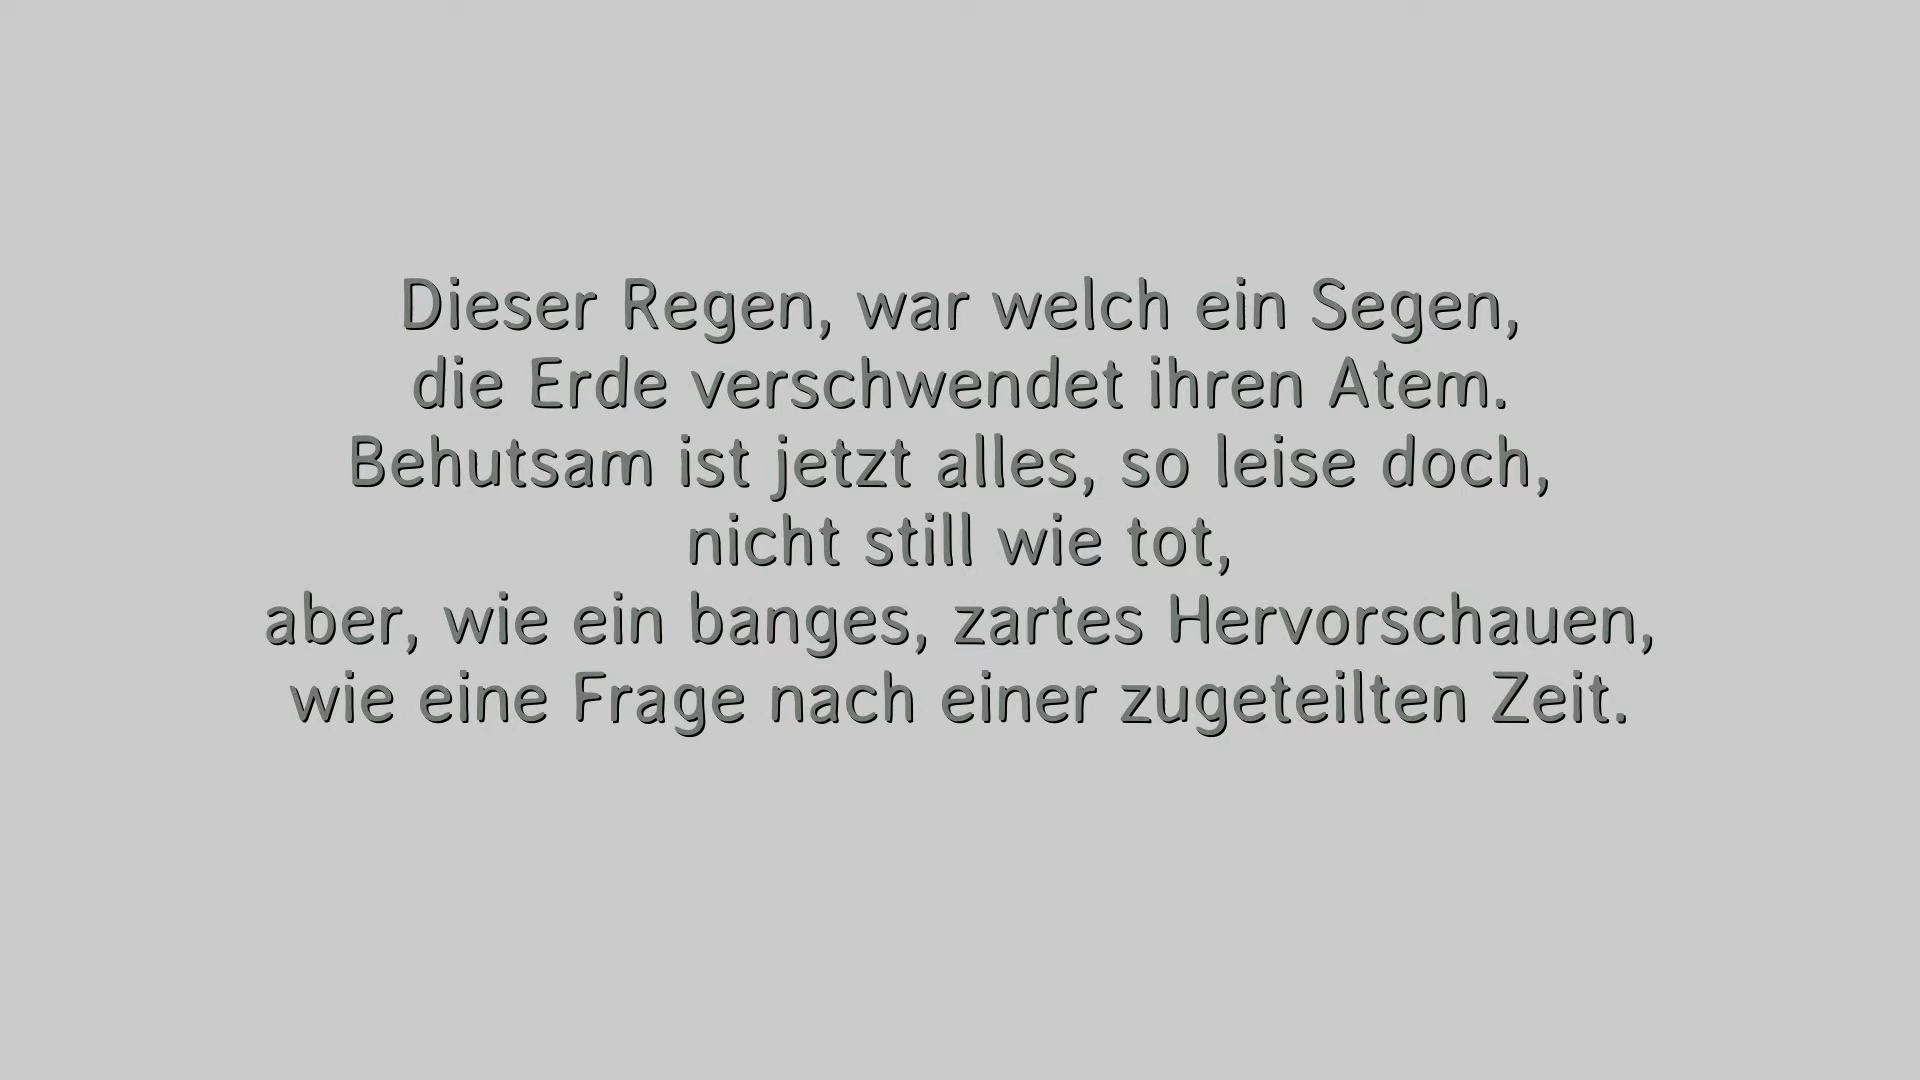 Dieser Regen, war welch ein Segen,
die Erde verschwendet ihren Atem.
Behutsam ist jetzt alles, so leise doch,
nicht still wie tot,
aber, wie ein banges, zartes Hervorschauen,
wie eine Frage nach einer zugeteilten Zeit.